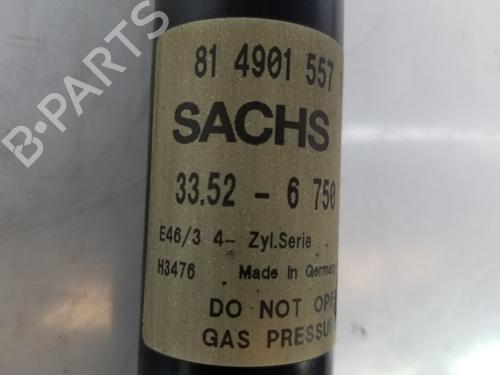 81 4901 557
SACHS
33.52 - 6 750
E46/3 4- Zyl.Serie
H3476 Made In Germany
DO NOT OPE
GAS PRESSUR
B-PARTS